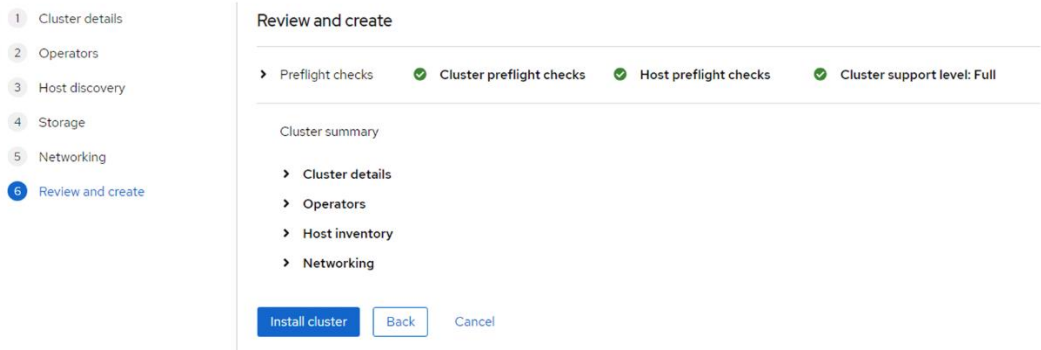 1 Cluster details
2 Operators
3 Host discovery
4 Storage
5 Networking
6 Review and create
Review and create
Preflight checks Cluster preflight checks Host preflight checks Cluster support level: Full
Cluster summary
Cluster details
Operators
Host inventory
Networking
Install cluster Back Cancel